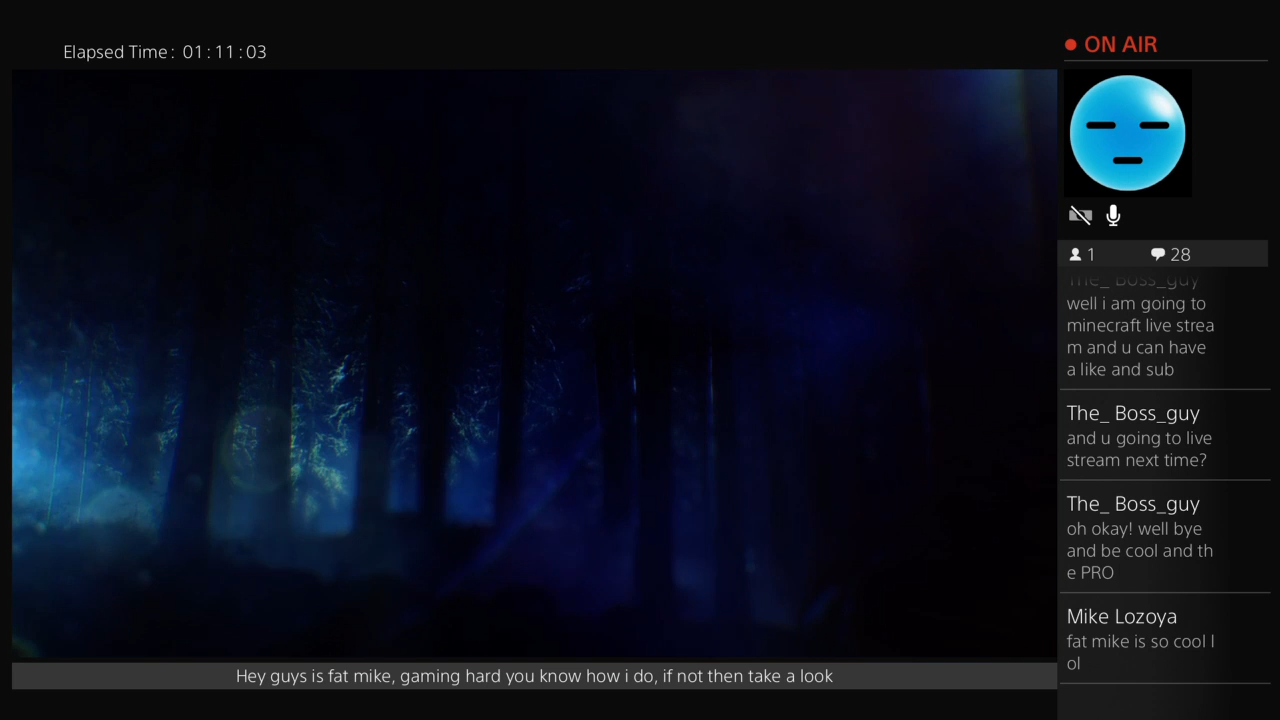 Elapsed Time: 01:11:03
ON AIR
1 28
The_ Boss_guy
well i am going to
minecraft live strea
m and u can have
a like and sub
The_ Boss_guy
and u going to live
stream next time?
The_ Boss_guy
oh okay! well bye
and be cool and th
e PRO
Mike Lozoya
fat mike is so cool l
ol
Hey guys is fat mike, gaming hard you know how i do, if not then take a look